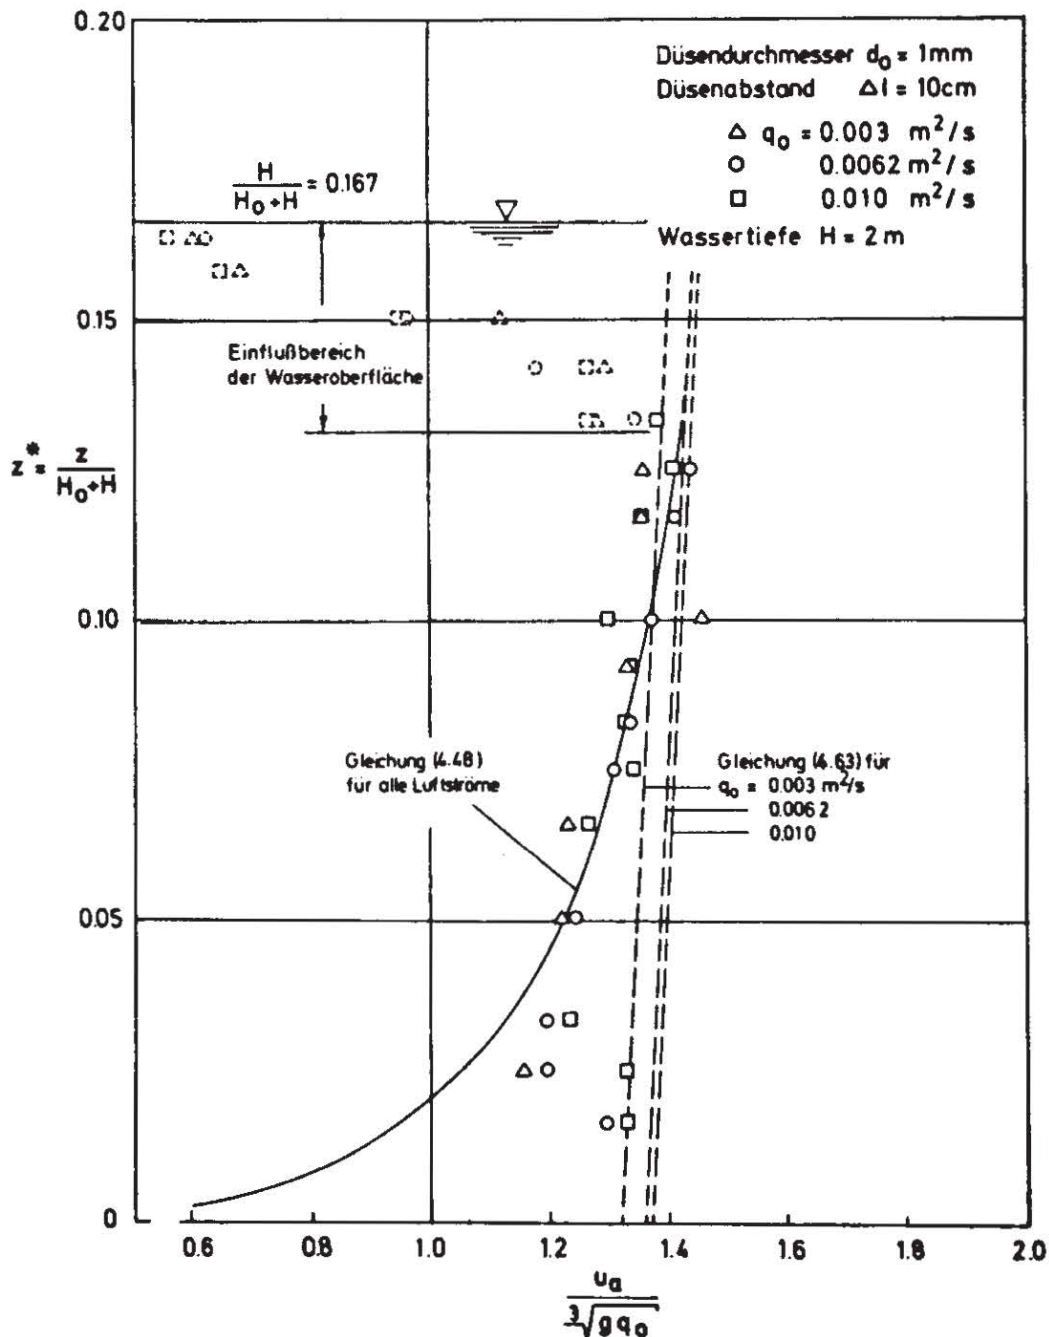 0.20
Düsendurchmesser d₀ = 1mm
Düsenabstand Δl = 10cm
△ q₀ = 0.003 m²/s
○ 0.0062 m²/s
□ 0.010 m²/s
H / (H₀+H) = 0.167
Wassertiefe H = 2m
0.15
Einflußbereich
der Wasseroberfläche
z* = z / (H₀+H)
0.10
Gleichung (4.48)
für alle Luftströme
Gleichung (4.63) für
q₀ = 0.003 m²/s
0.0062
0.010
0.05
0
0.6 0.8 1.0 1.2 1.4 1.6 1.8 2.0
uₐ / ³√(g q₀)